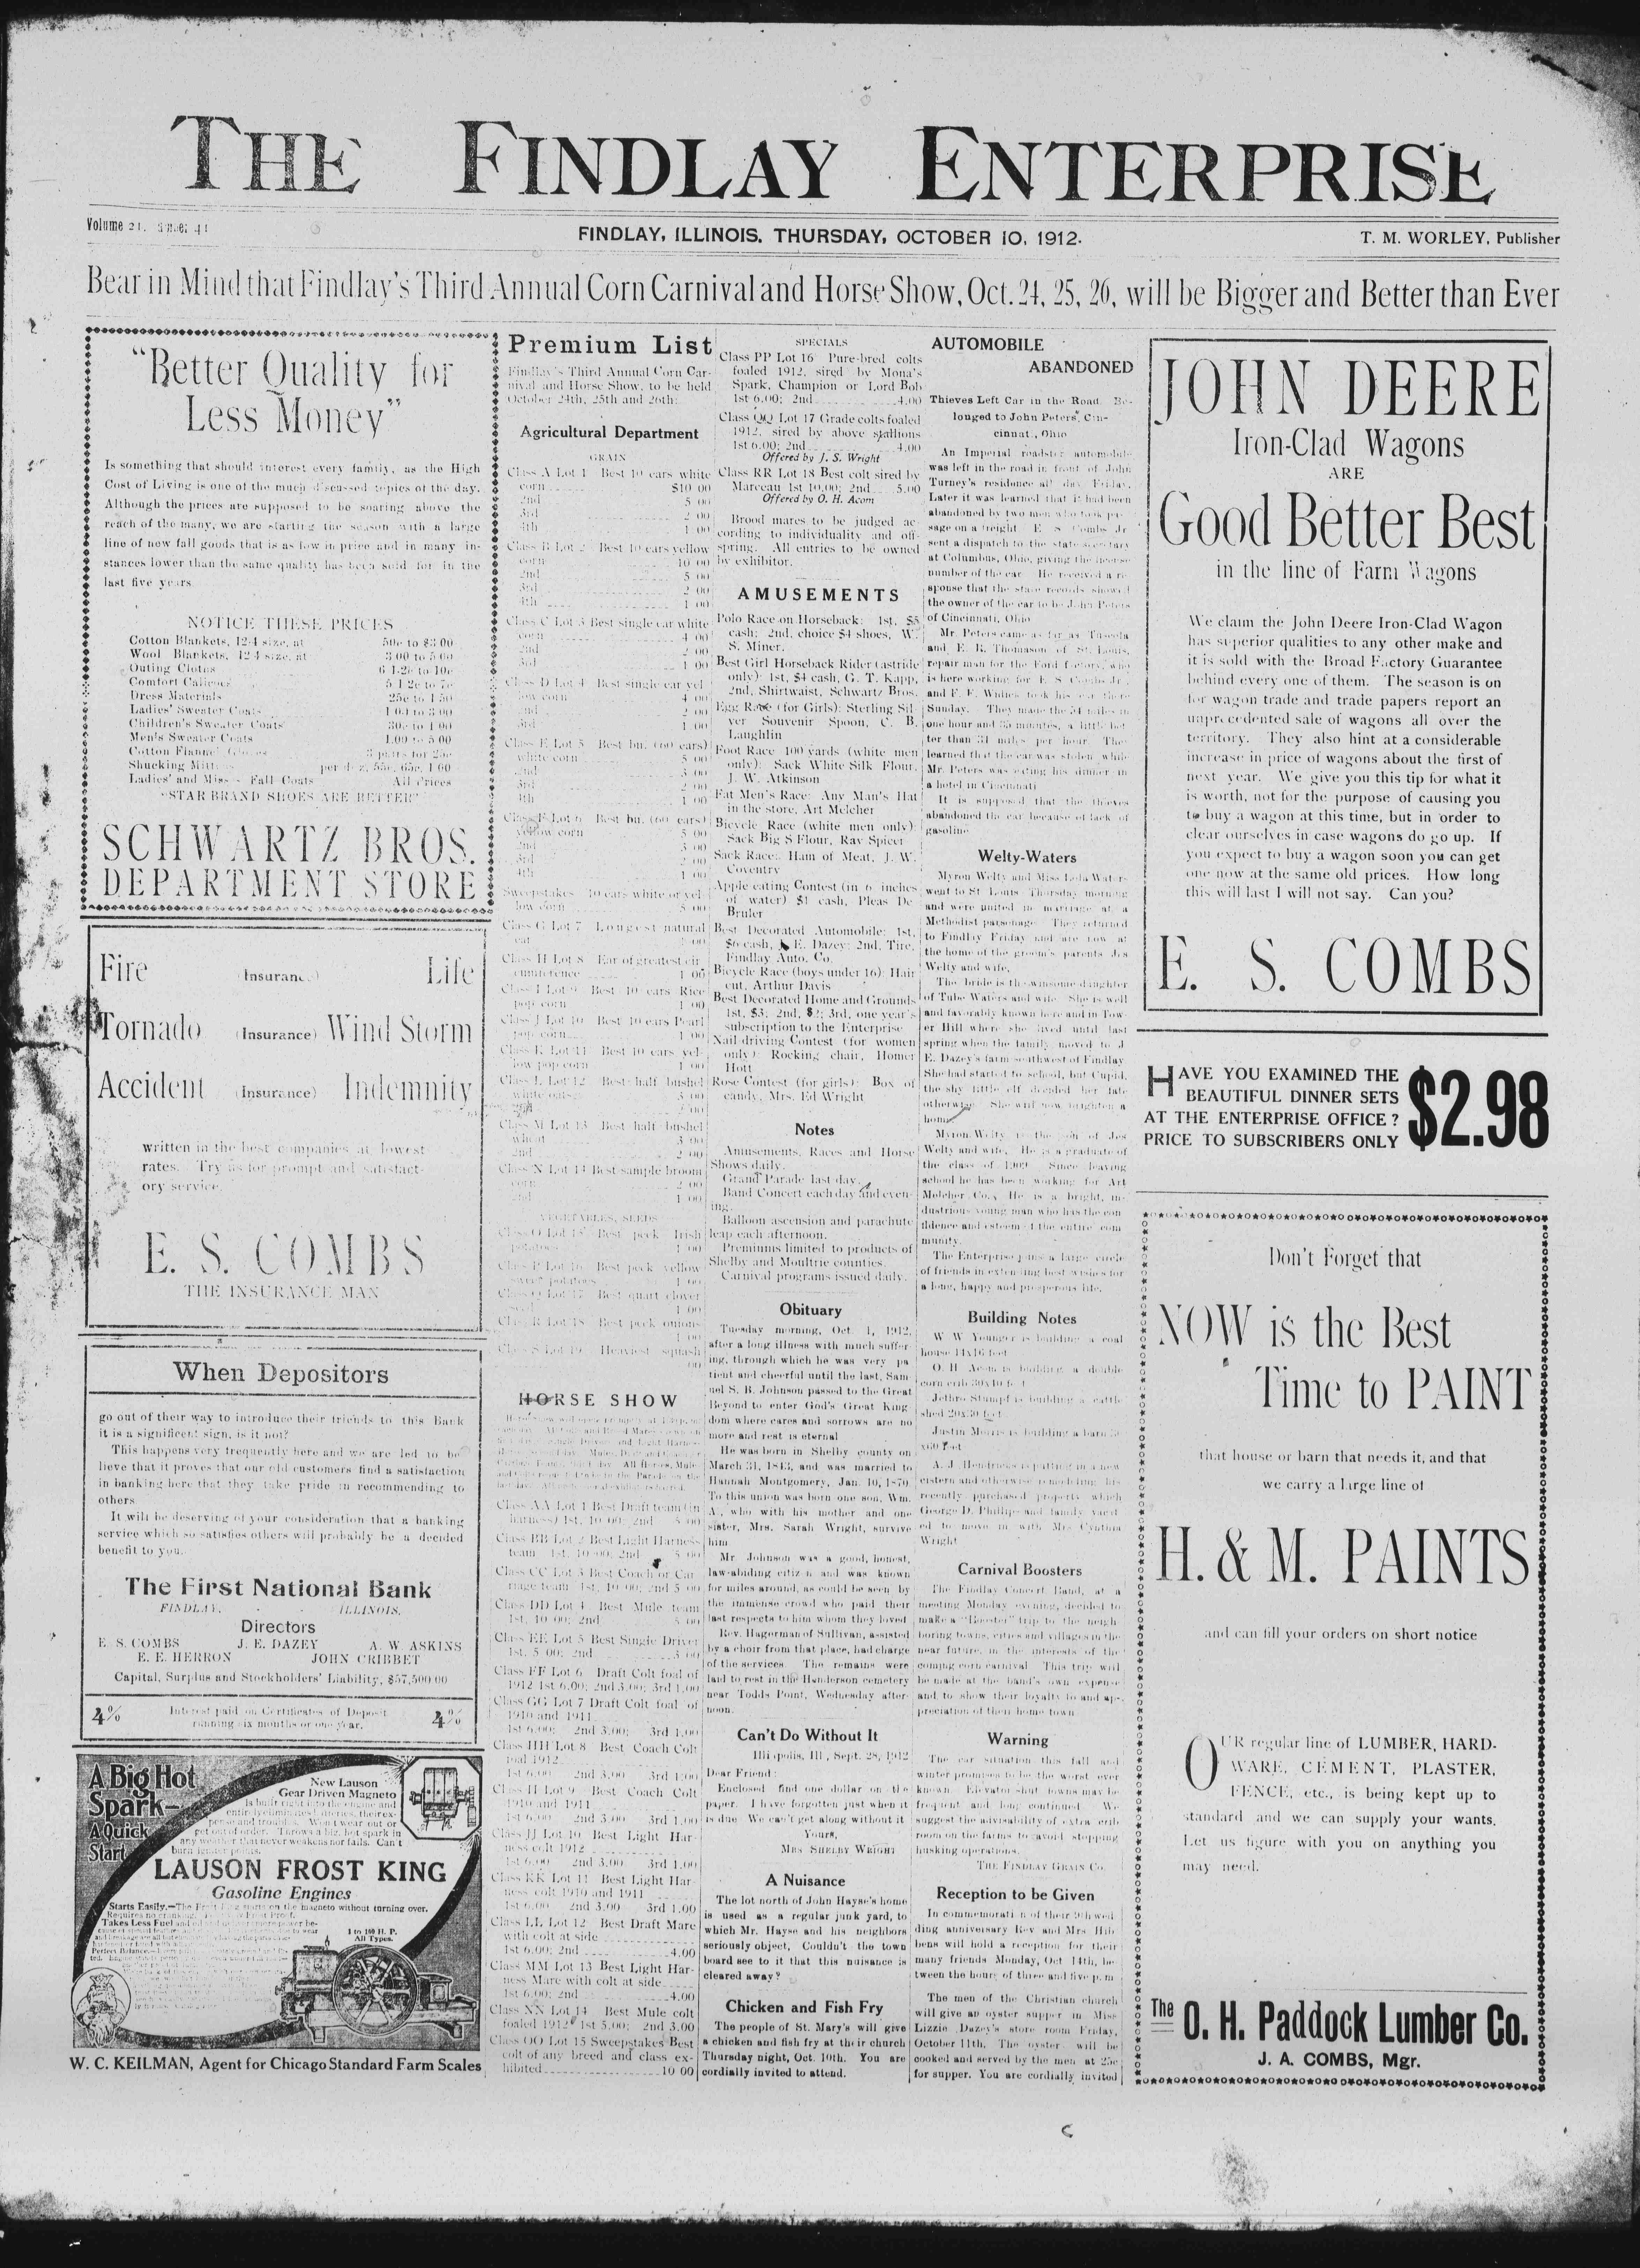 THE FINDLAY ENTERPRISE
Volume 21.
FINDLAY, ILLINOIS, THURSDAY, OCTOBER 10, 1912.
T. M. WORLEY, Publisher
Bear in Mind that Findlay's Third Annual Corn Carnival and Horse Show, Oct. 24, 25, 26, will be Bigger and Better than Ever
"Better Quality for
Less Money"
Is something that should interest every family, as the High
Cost of Living is one of the much discussed topics of the day.
Although the prices are supposed to be soaring above the
reach of the many, we are starting the season with a large
line of new fall goods that is as low in price and in many in-
stances lower than the same quality has been sold for in the
last five years.
NOTICE THESE PRICES
Cotton Blankets, 12-4 size, at 50c to $3.00
Wool Blankets, 12-4 size, at 3.00 to 5.00
Outing Cloths 6 1-2c to 10c
Comfort Calicoes 5 1-2c to 7c
Dress Materials 25c to 1.50
Ladies' Sweater Coats
Children's Sweater Coats
Men's Sweater Coats 1.00 to 5.00
Cotton Flannel Gloves 3 pairs for 25c
Shucking Mitts per doz, 55c, 65c, 1.00
Ladies' and Misses Fall Coats All Prices
"STAR BRAND SHOES ARE BETTER"
SCHWARTZ BROS.
DEPARTMENT STORE
Fire (Insurance) Life
Tornado (Insurance) Wind Storm
Accident (Insurance) Indemnity
written in the best companies at lowest
rates. Try us for prompt and satisfact-
ory service.
E. S. COMBS
THE INSURANCE MAN
When Depositors
go out of their way to introduce their friends to this Bank
it is a significent sign, is it not?
This happens very frequently here and we are led to be-
lieve that it proves that our old customers find a satisfaction
in banking here that they take pride in recommending to
others.
It will be deserving of your consideration that a banking
service which so satisfies others will probably be a decided
benefit to you.
The First National Bank
FINDLAY, ILLINOIS.
Directors
E. S. COMBS J. E. DAZEY A. W. ASKINS
E. E. HERRON JOHN CRIBBET
Capital, Surplus and Stockholders' Liability, $57,500.00
4% Interest paid on Certificates of Deposit 4%
running six months or one year.
A Big Hot
Spark—
A Quick
Start
New Lauson
Gear Driven Magneto
LAUSON FROST KING
Gasoline Engines
Starts Easily.—The Frost King starts on the magneto without turning over.
Requires no cranking.
Takes Less Fuel
1 to 100 H. P.
All Types.
Perfect Balance.
W. C. KEILMAN, Agent for Chicago Standard Farm Scales
Premium List
Findlay's Third Annual Corn Car-
nival and Horse Show, to be held
October 24th, 25th and 26th:
Agricultural Department
GRAIN
Class A Lot 1 Best 10 ears white
corn $10 00
2nd 5 00
3rd 2 00
4th 1 00
Class B Lot 2 Best 10 ears yellow
corn 10 00
2nd 5 00
3rd 2 00
4th 1 00
Class C Lot 3 Best single ear white
corn 4 00
2nd 2 00
3rd 1 00
Class D Lot 4 Best single ear yel-
low corn 4 00
2nd 2 00
3rd 1 00
Class E Lot 5 Best bu. (60 ears)
white corn 5 00
2nd 3 00
3rd 2 00
4th 1 00
Class F Lot 6 Best bu. (60 ears)
yellow corn 5 00
2nd 3 00
3rd 2 00
4th 1 00
Sweepstakes 10 ears white or yel-
low corn 5 00
Class G Lot 7 Longest natural
ear
Class H Lot 8 Ear of greatest cir-
cumference 1 00
Class I Lot 9 Best 10 ears Rice
pop corn 1 00
Class J Lot 10 Best 10 ears Pearl
pop corn 1 00
Class K Lot 11 Best 10 ears yel-
low pop corn 1 00
Class L Lot 12 Best half bushel
white oats 3 00
2nd 2 00
Class M Lot 13 Best half bushel
wheat 3 00
2nd 2 00
Class N Lot 14 Best sample broom
corn 2 00
2nd 1 00
VEGETABLES, SEEDS
Class O Lot 15 Best peck Irish
potatoes 1 00
Class P Lot 16 Best peck yellow
sweet potatoes 1 00
Class Q Lot 17 Best quart clover
seed 1 00
Class R Lot 18 Best peck onions
1 00
Class S Lot 19 Heaviest squash
HORSE SHOW
Class AA Lot 1 Best Draft team (in
harness) 1st, 10 00; 2nd 5 00
Class BB Lot 2 Best Light Harness
team 1st, 10 00; 2nd 5 00
Class CC Lot 3 Best Coach or Car-
riage team 1st, 10 00; 2nd 5 00
Class DD Lot 4 Best Mule team
1st, 10 00; 2nd 5 00
Class EE Lot 5 Best Single Driver
1st, 5 00; 2nd 3 00
Class FF Lot 6 Draft Colt foal of
1912 1st 6.00; 2nd 3.00; 3rd 1.00
Class GG Lot 7 Draft Colt foal of
1910 and 1911
1st 6.00; 2nd 3.00; 3rd 1.00
Class HH Lot 8 Best Coach Colt
foal 1912
1st 6.00 2nd 3.00 3rd 1.00
Class II Lot 9 Best Coach Colt
1910 and 1911
1st 6.00 2nd 3.00 3rd 1.00
Class JJ Lot 10 Best Light Har-
ness colt 1912
1st 6.00 2nd 3.00 3rd 1.00
Class KK Lot 11 Best Light Har-
ness colt 1910 and 1911
1st 6.00 2nd 3.00 3rd 1.00
Class LL Lot 12 Best Draft Mare
with colt at side
1st 6.00; 2nd 4.00
Class MM Lot 13 Best Light Har-
ness Mare with colt at side
1st 6.00; 2nd 4.00
Class NN Lot 14 Best Mule colt
foaled 1912 1st 5.00; 2nd 3.00
Class OO Lot 15 Sweepstakes Best
colt of any breed and class ex-
hibited 10 00
SPECIALS
Class PP Lot 16 Pure-bred colts
foaled 1912, sired by Mona's
Spark, Champion or Lord Bob
1st 6.00; 2nd 4.00
Class QQ Lot 17 Grade colts foaled
1912, sired by above stallions
1st 6.00; 2nd 4.00
Offered by J. S. Wright
Class RR Lot 18 Best colt sired by
Marceau 1st 10.00; 2nd 5.00
Offered by O. H. Acom
Brood mares to be judged ac-
cording to individuality and off-
spring. All entries to be owned
by exhibitor.
AMUSEMENTS
Polo Race on Horseback: 1st, $5
cash; 2nd, choice $4 shoes, W.
S. Miner.
Best Girl Horseback Rider (astride
only): 1st, $4 cash, G. T. Kapp,
2nd, Shirtwaist, Schwartz Bros.
Egg Race (for Girls): Sterling Sil-
ver Souvenir Spoon, C. B.
Laughlin
Foot Race 100 yards (white men
only): Sack White Silk Flour,
J. W. Atkinson
Fat Men's Race: Any Man's Hat
in the store, Art Melcher
Bicycle Race (white men only):
Sack Big S Flour, Ray Spicer
Sack Race: Ham of Meat, J. W.
Coventry
Apple eating Contest (in 6 inches
of water) $1 cash, Pleas De
Bruler
Best Decorated Automobile: 1st,
$6 cash, J. E. Dazey; 2nd, Tire,
Findlay Auto. Co.
Bicycle Race (boys under 16): Hair
cut, Arthur Davis
Best Decorated Home and Grounds
1st, $3; 2nd, $2; 3rd, one year's
subscription to the Enterprise
Nail driving Contest (for women
only): Rocking chair, Homer
Hott
Rose Contest (for girls): Box of
candy, Mrs. Ed Wright
Notes
Amusements, Races and Horse
Shows daily.
Grand Parade last day.
Band Concert each day and even-
ing.
Balloon ascension and parachute
leap each afternoon.
Premiums limited to products of
Shelby and Moultrie counties.
Carnival programs issued daily.
Obituary
Tuesday morning, Oct. 1, 1912,
after a long illness with much suffer-
ing, through which he was very pa-
tient and cheerful until the last, Sam-
uel S. B. Johnson passed to the Great
Beyond to enter God's Great King-
dom where cares and sorrows are no
more and rest is eternal
He was born in Shelby county on
March 31, 1843, and was married to
Hannah Montgomery, Jan. 10, 1870.
To this union was born one son, Wm.
A., who with his mother and one
sister, Mrs. Sarah Wright, survive
him
Mr. Johnson was a good, honest,
law-abiding citizen and was known
for miles around, as could be seen by
the immense crowd who paid their
last respects to him whom they loved
Rev. Hagerman of Sullivan, assisted
by a choir from that place, had charge
of the services. The remains were
laid to rest in the Henderson cemetery
near Todds Point, Wednesday after-
noon.
Can't Do Without It
Illiopolis, Ill, Sept. 28, 1912
Dear Friend:
Enclosed find one dollar on the
paper. I have forgotten just when it
is due We can't get along without it
Yours,
MRS SHELBY WRIGHT
A Nuisance
The lot north of John Hayse's home
is used as a regular junk yard, to
which Mr. Hayse and his neighbors
seriously object, Couldn't the town
board see to it that this nuisance is
cleared away?
Chicken and Fish Fry
The people of St. Mary's will give
a chicken and fish fry at their church
Thursday night, Oct. 10th. You are
cordially invited to attend.
AUTOMOBILE
ABANDONED
Thieves Left Car in the Road. Be-
longed to John Peters, Cin-
cinnat., Ohio
An Imperial roadster automobile
was left in the road in front of John
Turney's residence all day Friday.
Later it was learned that it had been
abandoned by two men who took pas-
sage on a freight E S Combs Jr
sent a dispatch to the state secretary
at Columbus, Ohio, giving the license
number of the car He received a re-
sponse that the state records showed
the owner of the car to be John Peters
of Cincinnati, Ohio
Mr. Peters came as far as Tuscola
and E. R. Thomason of St. Louis,
repair man for the Ford factory, who
is here working for E S Combs Jr.,
and F. F. Wilhes took his car there
Sunday. They made the 54 miles in
one hour and 35 minutes, a little bet-
ter than 34 miles per hour. They
learned that the car was stolen while
Mr. Peters was eating his dinner in
a hotel in Cincinnati
It is supposed that the thieves
abandoned the car because of lack of
gasoline
Welty-Waters
Myron Welty and Miss Lola Waters
went to St Louis Thursday morning
and were united in marriage at a
Methodist parsonage They returned
to Findlay Friday and are now at
the home of the groom's parents Jos
Welty and wife.
The bride is the winsome daughter
of Tube Waters and wife She is well
and favorably known here and in Tow-
er Hill where she lived until last
spring when the family moved to J
E. Dazey's farm southwest of Findlay
She had started to school, but Cupid,
the shy little elf decided her fate
otherwise She will now brighten a
home.
Myron Welty is the son of Jos
Welty and wife. He is a graduate of
the class of 1909 Since leaving
school he has been working for Art
Melcher Co. He is a bright, in-
dustrious young man who has the con-
fidence and esteem of the entire com-
munity.
The Enterprise joins a large circle
of friends in extending best wishes for
a long, happy and prosperous life.
Building Notes
W W Younger is building a coal
house 14x16 feet
O. H Acom is building a double
corn crib 30x40 feet
Jethro Stumpf is building a cattle
shed 20x30 feet
Justin Morris is building a barn
x60 feet
A. J. Hendricks is putting in a new
cistern and otherwise remodeling his
recently purchased property which
George D. Phillips and family vacat-
ed to move in with Mrs Cynthia
Wright
Carnival Boosters
The Findlay Concert Band, at a
meeting Monday evening, decided to
make a "Booster" trip to the neigh-
boring towns, cities and villages in the
near future, in the interests of the
coming corn carnival This trip will
be made at the band's own expense
and to show their loyalty to and ap-
preciation of their home town.
Warning
The car situation this fall and
winter promises to be the worst ever
known Elevator shut downs may be
frequent and long continued We
suggest the advisability of extra crib
room on the farms to avoid stopping
husking operations.
THE FINDLAY GRAIN CO.
Reception to be Given
In commemoration of their 9th wed-
ding anniversary Rev and Mrs Hib-
bens will hold a reception for their
many friends Monday, Oct 14th, be-
tween the hours of three and five p.m
The men of the Christian church
will give an oyster supper in Miss
Lizzie Dazey's store room Friday,
October 11th. The oyster will be
cooked and served by the men at 25c
for supper. You are cordially invited
JOHN DEERE
Iron-Clad Wagons
ARE
Good Better Best
in the line of Farm Wagons
We claim the John Deere Iron-Clad Wagon
has superior qualities to any other make and
it is sold with the Broad Factory Guarantee
behind every one of them. The season is on
for wagon trade and trade papers report an
unprecedented sale of wagons all over the
territory. They also hint at a considerable
increase in price of wagons about the first of
next year. We give you this tip for what it
is worth, not for the purpose of causing you
to buy a wagon at this time, but in order to
clear ourselves in case wagons do go up. If
you expect to buy a wagon soon you can get
one now at the same old prices. How long
this will last I will not say. Can you?
E. S. COMBS
HAVE YOU EXAMINED THE
BEAUTIFUL DINNER SETS
AT THE ENTERPRISE OFFICE?
PRICE TO SUBSCRIBERS ONLY
$2.98
Don't Forget that
NOW is the Best
Time to PAINT
that house or barn that needs it, and that
we carry a large line of
H. & M. PAINTS
and can fill your orders on short notice
OUR regular line of LUMBER, HARD-
WARE, CEMENT, PLASTER,
FENCE, etc., is being kept up to
standard and we can supply your wants.
Let us figure with you on anything you
may need.
The O. H. Paddock Lumber Co.
J. A. COMBS, Mgr.